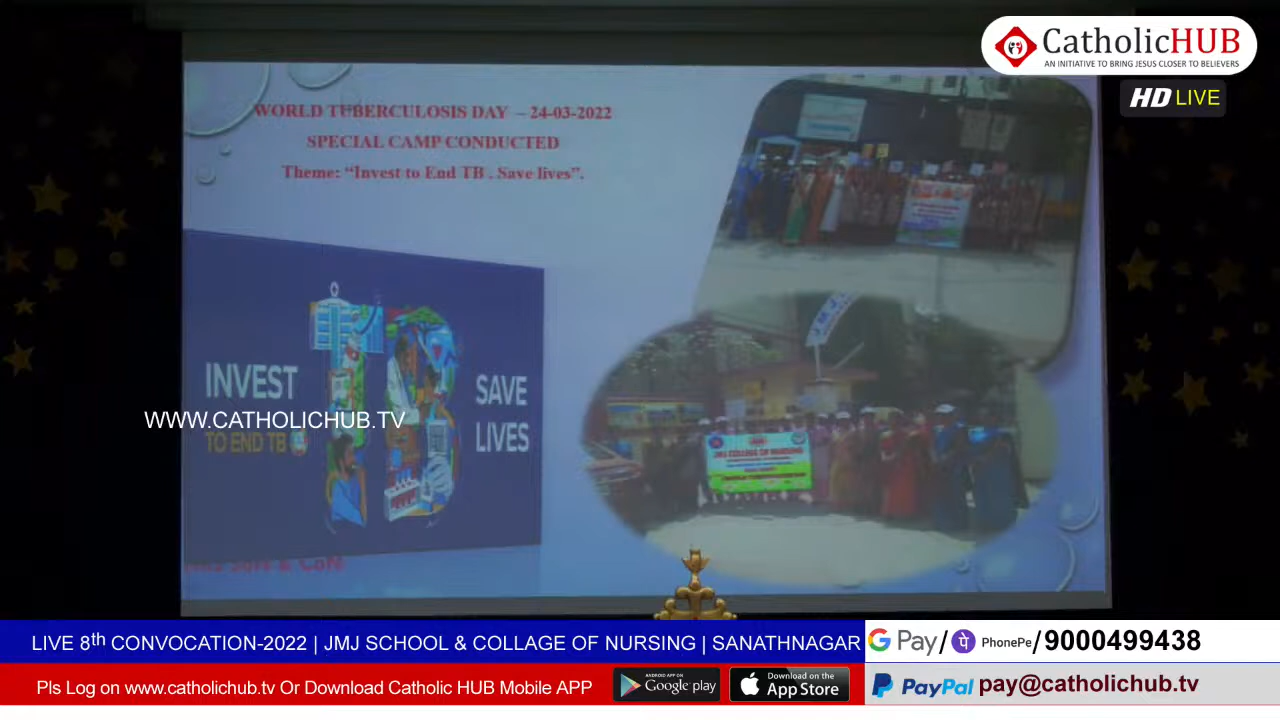 CatholicHUB
AN INITIATIVE TO BRING JESUS CLOSER TO BELIEVERS
HD LIVE
WORLD TUBERCULOSIS DAY – 24-03-2022
SPECIAL CAMP CONDUCTED
Theme: “Invest to End TB . Save lives”.
INVEST
TO END TB
SAVE
LIVES
WWW.CATHOLICHUB.TV
JMJ
JMJ COLLEGE OF NURSING
LIVE 8th CONVOCATION-2022 | JMJ SCHOOL & COLLAGE OF NURSING | SANATHNAGAR
G Pay/PhonePe/9000499438
Pls Log on www.catholichub.tv Or Download Catholic HUB Mobile APP
ANDROID APP ON
Google play
Download on the
App Store
PayPal pay@catholichub.tv